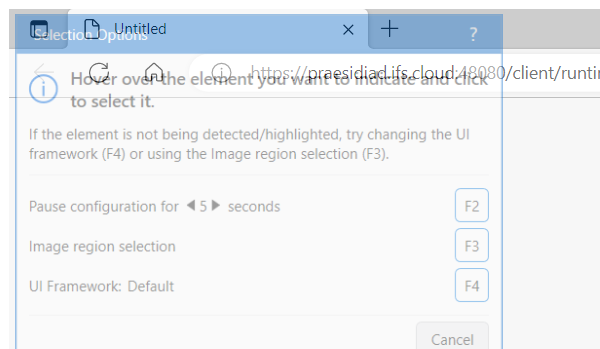 Untitled
Selection Options ?
https://praesidiad.ifs.cloud:48080/client/runtin
Hover over the element you want to indicate and click
to select it.
If the element is not being detected/highlighted, try changing the UI
framework (F4) or using the Image region selection (F3).
Pause configuration for 5 seconds F2
Image region selection F3
UI Framework: Default F4
Cancel